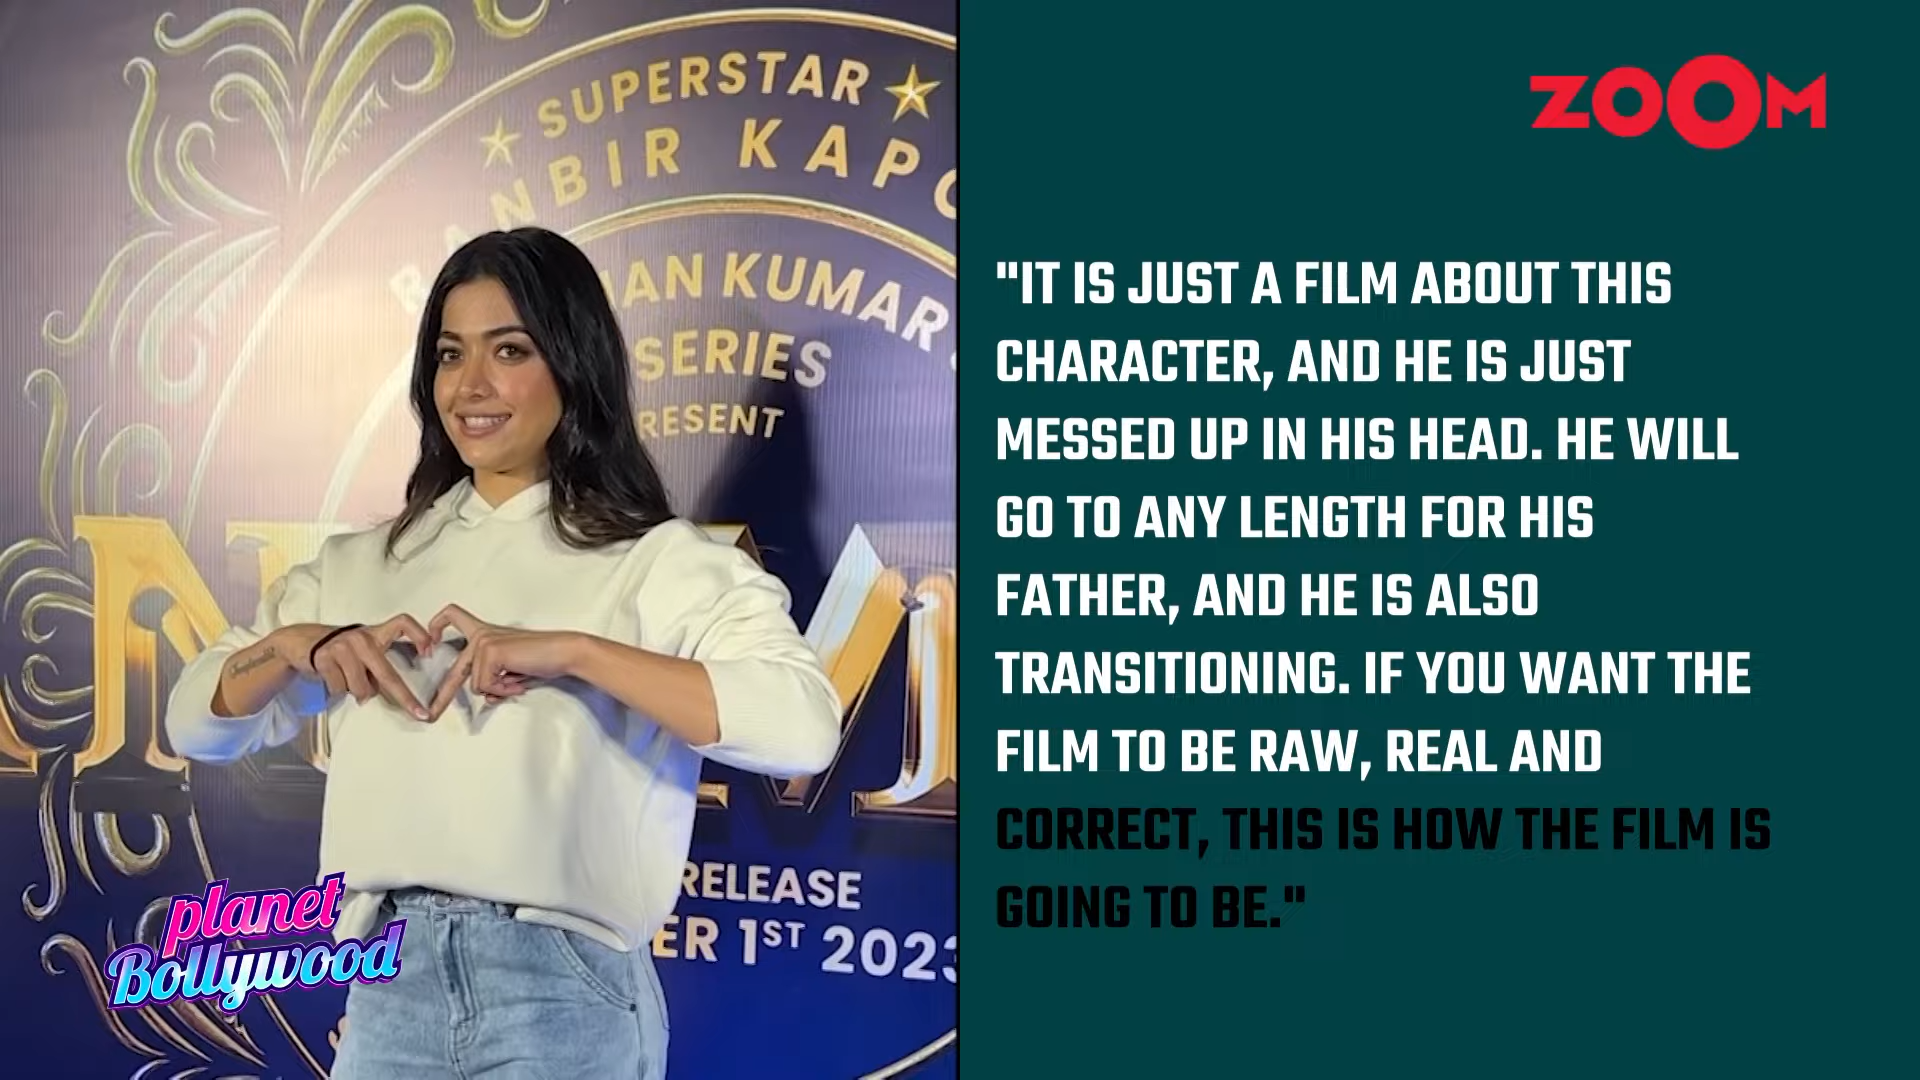 SUPERSTAR
NBIR KAPO
AN KUMAR
SERIES
RESENT
RELEASE
ER 1ST 2023
planet
Bollywood
ZOOM
"IT IS JUST A FILM ABOUT THIS
CHARACTER, AND HE IS JUST
MESSED UP IN HIS HEAD. HE WILL
GO TO ANY LENGTH FOR HIS
FATHER, AND HE IS ALSO
TRANSITIONING. IF YOU WANT THE
FILM TO BE RAW, REAL AND
CORRECT, THIS IS HOW THE FILM IS
GOING TO BE."